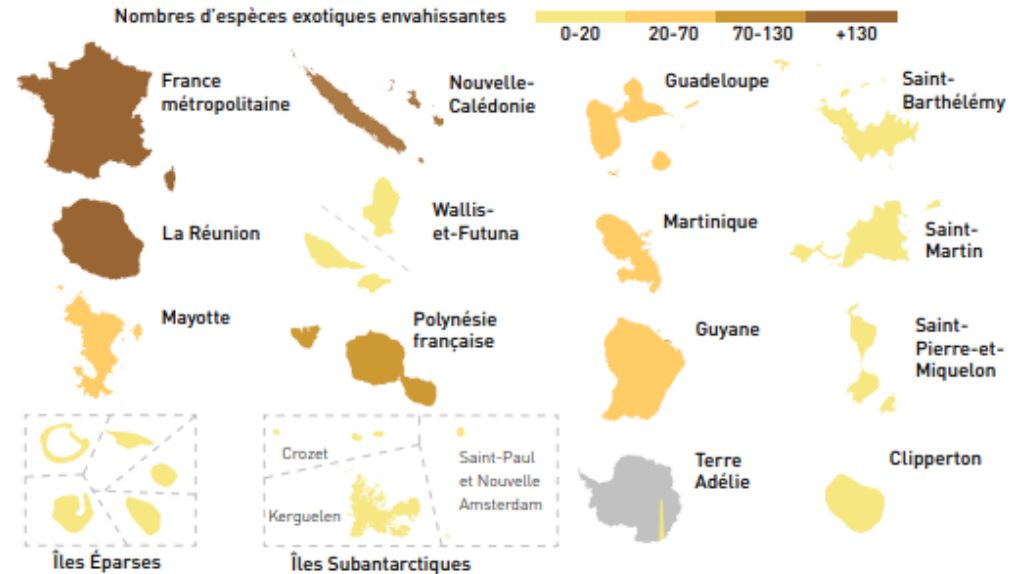 Nombres d'espèces exotiques envahissantes
0-20
20-70
70-130
+130
France
métropolitaine
Nouvelle-
Calédonie
Guadeloupe
Saint-
Barthélémy
La Réunion
Wallis-
et-Futuna
Martinique
Saint-
Martin
Mayotte
Polynésie
française
Guyane
Saint-
Pierre-et-
Miquelon
Crozet
Kerguelen
Saint-Paul
et Nouvelle
Amsterdam
Terre
Adélie
Clipperton
Îles Éparses
Îles Subantarctiques